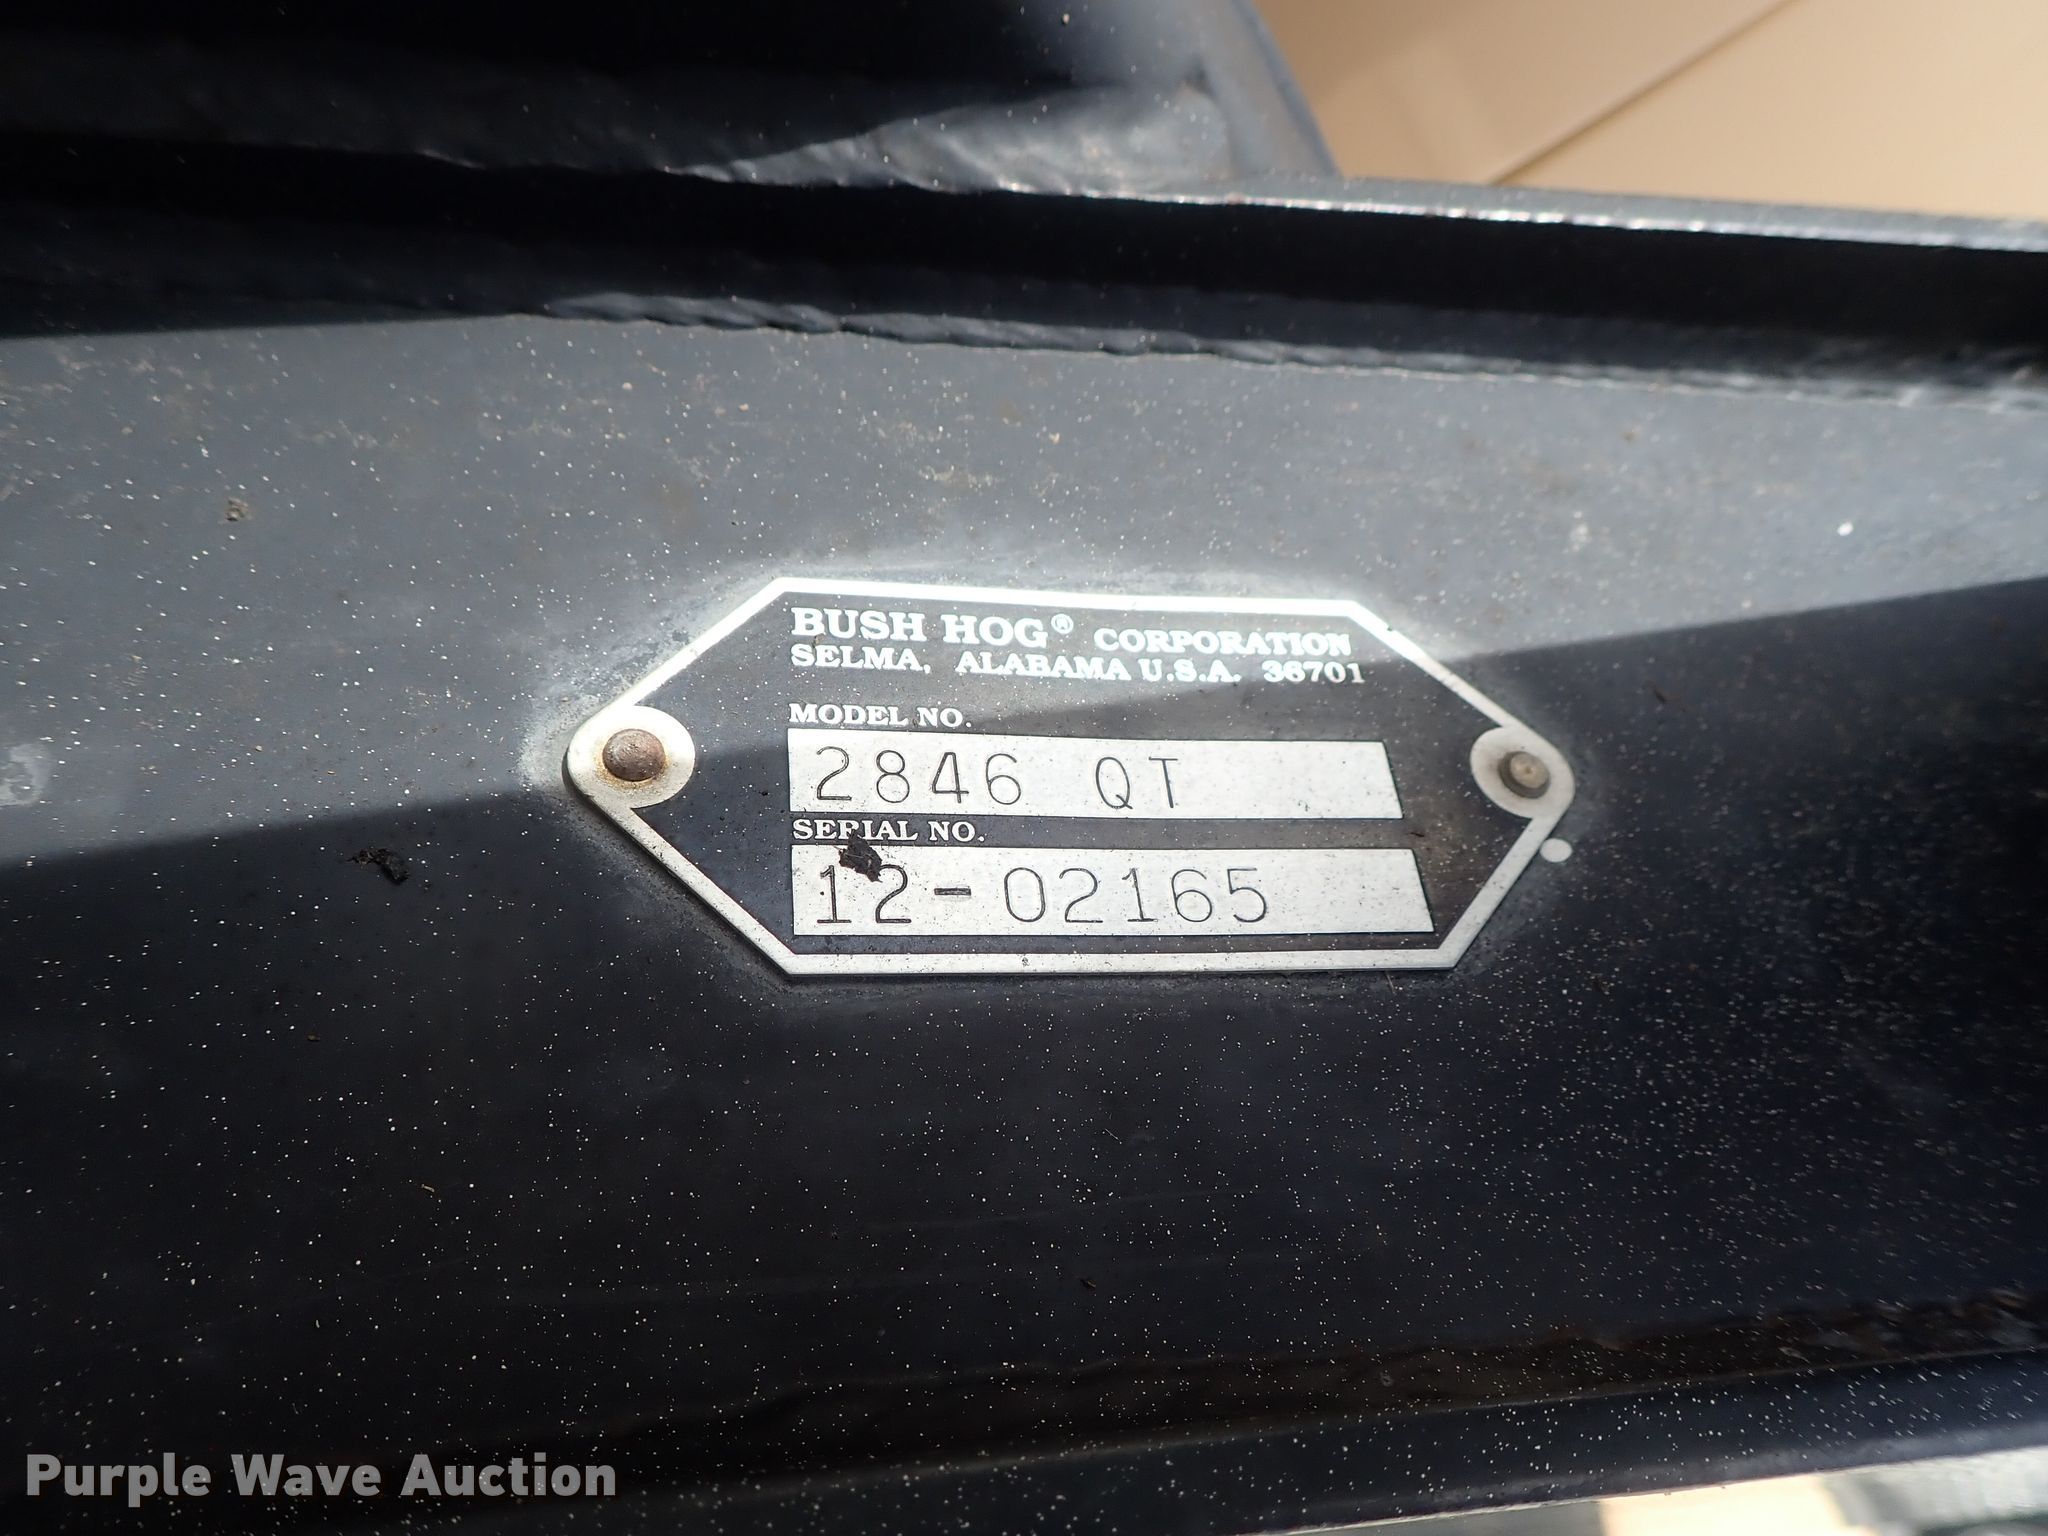 BUSH HOG® CORPORATION
SELMA, ALABAMA U.S.A. 36701
MODEL NO.
2846 QT
SERIAL NO.
12-02165
Purple Wave Auction